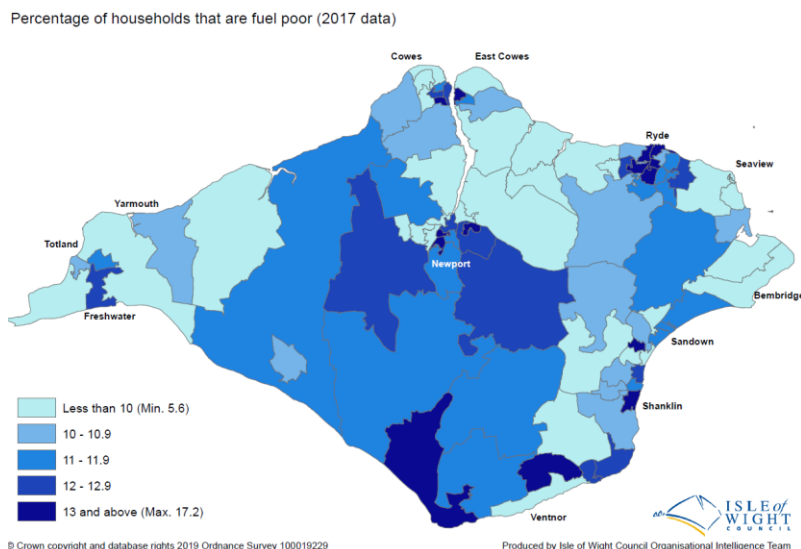 Percentage of households that are fuel poor (2017 data)
Cowes
East Cowes
Ryde
Seaview
Yarmouth
Totland
Newport
Freshwater
Bembridge
Sandown
Shanklin
Ventnor
Less than 10 (Min. 5.6)
10 - 10.9
11 - 11.9
12 - 12.9
13 and above (Max. 17.2)
ISLE of
WIGHT
COUNCIL
© Crown copyright and database rights 2019 Ordnance Survey 100019229
Produced by Isle of Wight Council Organisational Intelligence Team